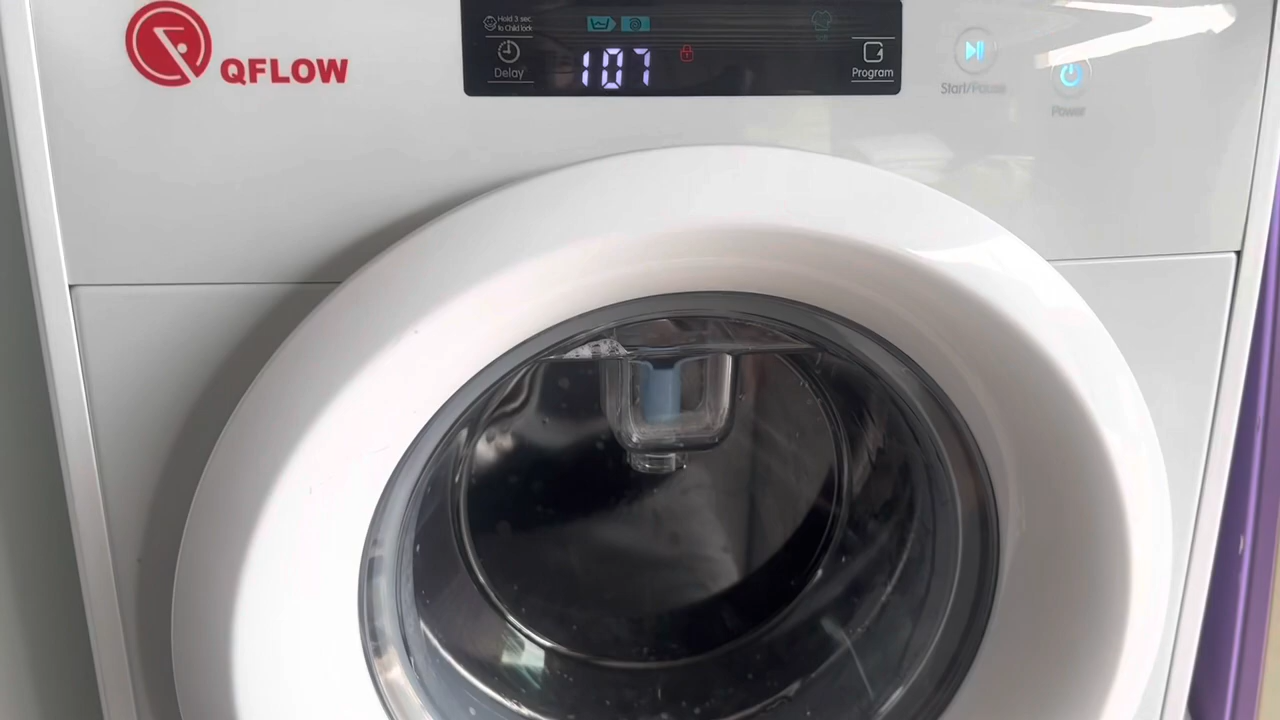 QFLOW
Hold 3 sec.
to Child lock
Delay
107
Program
Start/Pause
Power